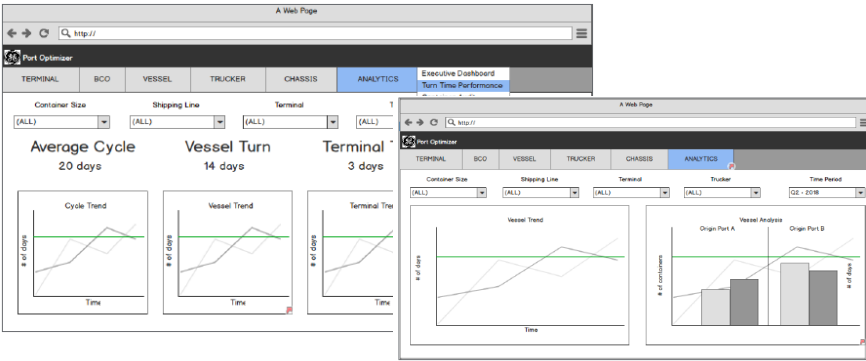 A Web Page
http://
Port Optimizer
TERMINAL BCO VESSEL TRUCKER CHASSIS ANALYTICS
Executive Dashboard
Turn Time Performance
Container Size Shipping Line Terminal
(ALL) (ALL) (ALL) (ALL)
Average Cycle Vessel Turn Terminal
20 days 14 days 3 days
Cycle Trend Vessel Trend Terminal
# of days # of days # of days
Time Time Time
A Web Page
http://
Port Optimizer
TERMINAL BCO VESSEL TRUCKER CHASSIS ANALYTICS
Container Size Shipping Line Terminal Trucker Time Period
(ALL) (ALL) (ALL) (ALL) Q2 - 2018
Vessel Trend Vessel Analysis
Origin Port A Origin Port B
# of days # of containers # of days
Time